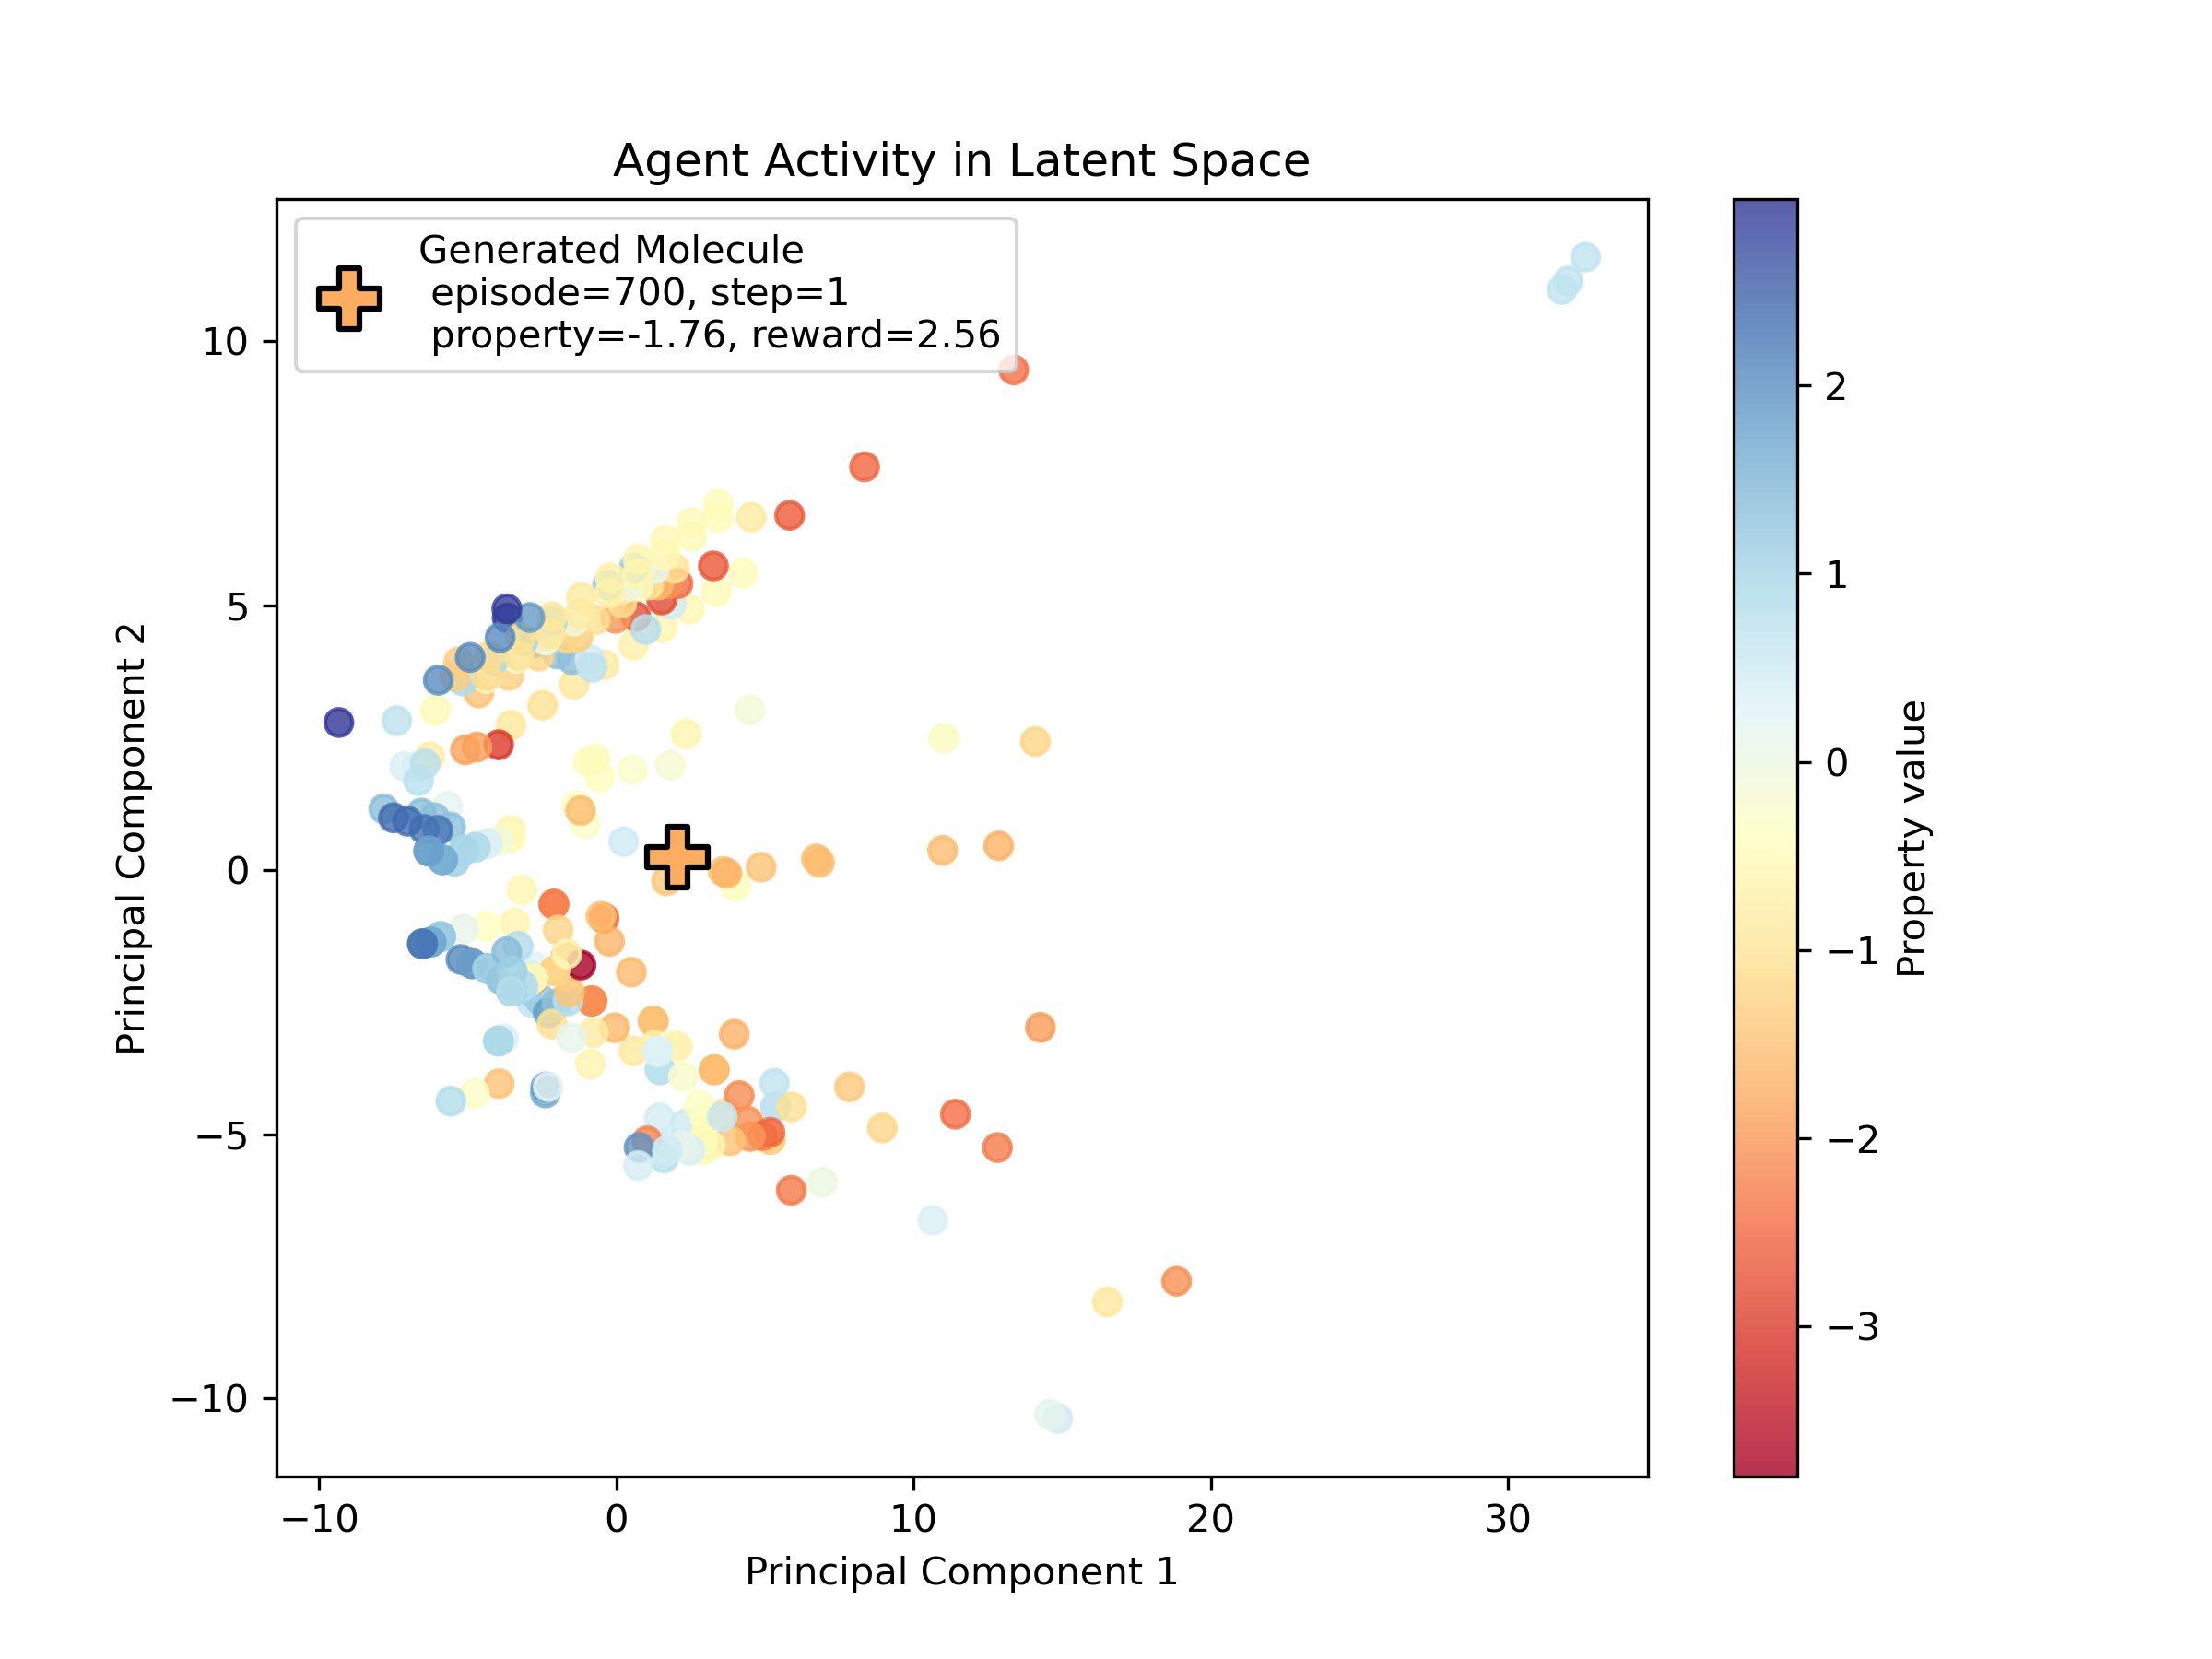 Agent Activity in Latent Space
Generated Molecule
episode=700, step=1
property=-1.76, reward=2.56
10
5
0
−5
−10
Principal Component 2
−10
0
10
20
30
Principal Component 1
2
1
0
−1
−2
−3
Property value